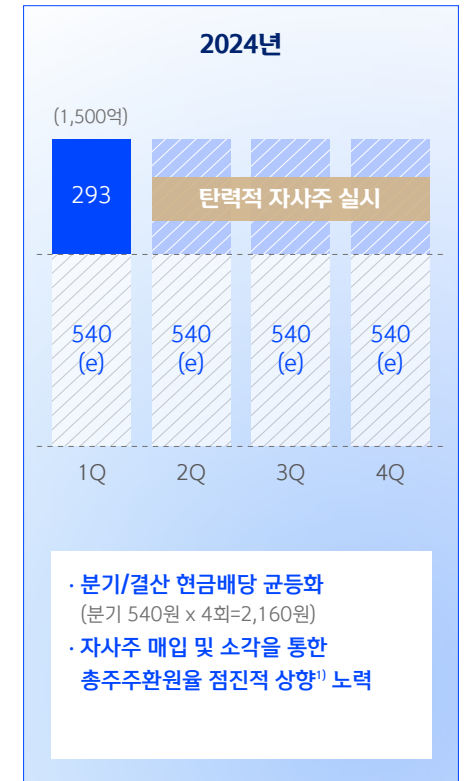 2024년
(1,500억)
293
탄력적 자사주 실시
540 540 540 540
(e) (e) (e) (e)
1Q 2Q 3Q 4Q
· 분기/결산 현금배당 균등화
(분기 540원 x 4회=2,160원)
· 자사주 매입 및 소각을 통한
총주주환원율 점진적 상향¹⁾ 노력